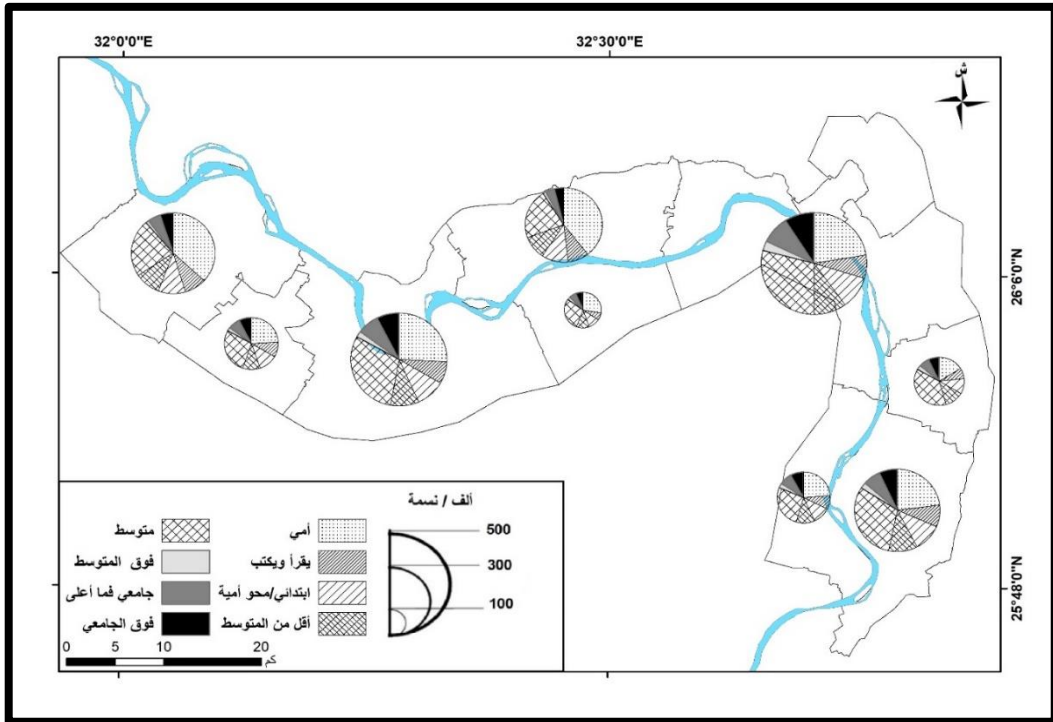 32°0'0"E
32°30'0"E
ش
26°6'0"N
25°48'0"N
ألف / نسمة
500
300
100
أمي
يقرأ ويكتب
ابتدائي/محو أمية
أقل من المتوسط
متوسط
فوق المتوسط
جامعي فما أعلى
فوق الجامعي
0 5 10 20
كم